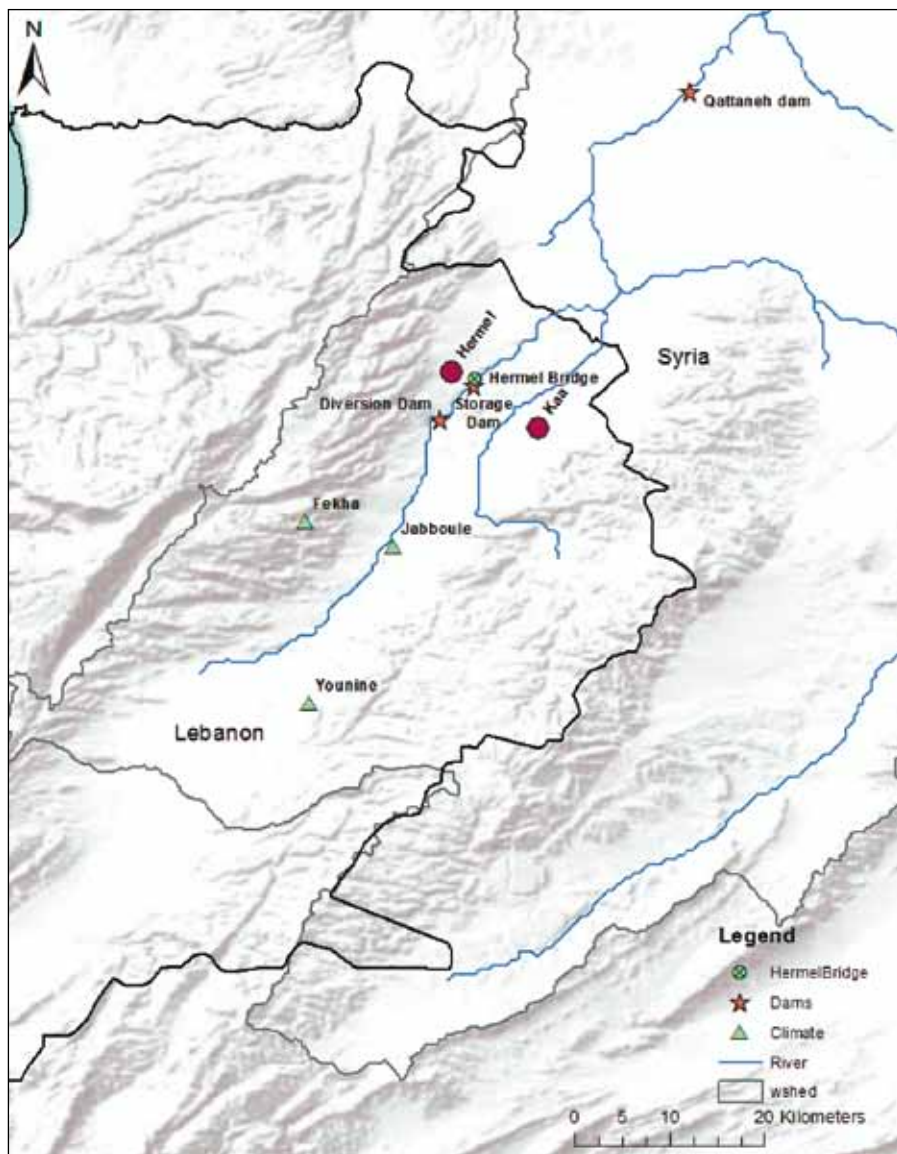 N
Qattaneh dam
Hermel
Syria
Hermel Bridge
Diversion Dam
Storage
Dam
Kaa
Fekha
Jabboule
Younine
Lebanon
Legend
HermelBridge
Dams
Climate
River
wshed
0 5 10 20 Kilometers